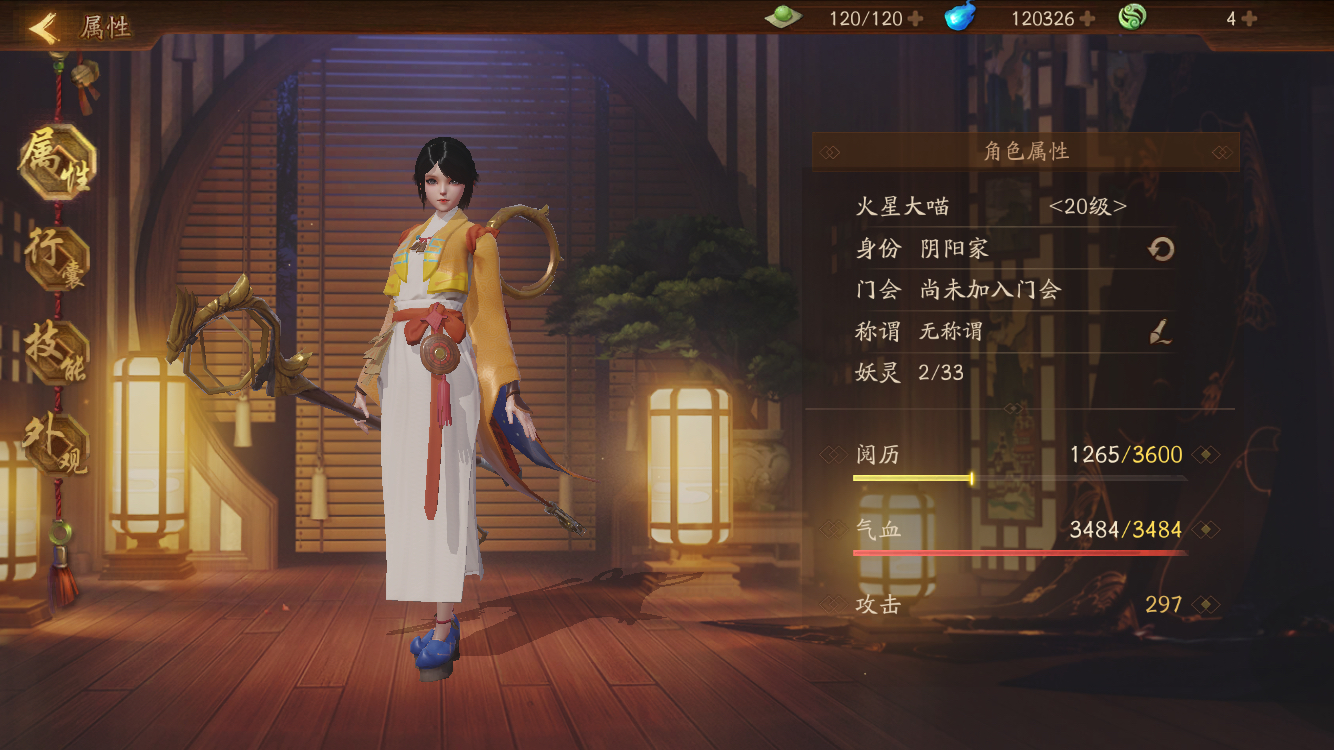 属性
120/120
120326
4
属性
行囊
技能
外观
角色属性
火星大喵 <20级>
身份 阴阳家
门会 尚未加入门会
称谓 无称谓
妖灵 2/33
阅历 1265/3600
气血 3484/3484
攻击 297